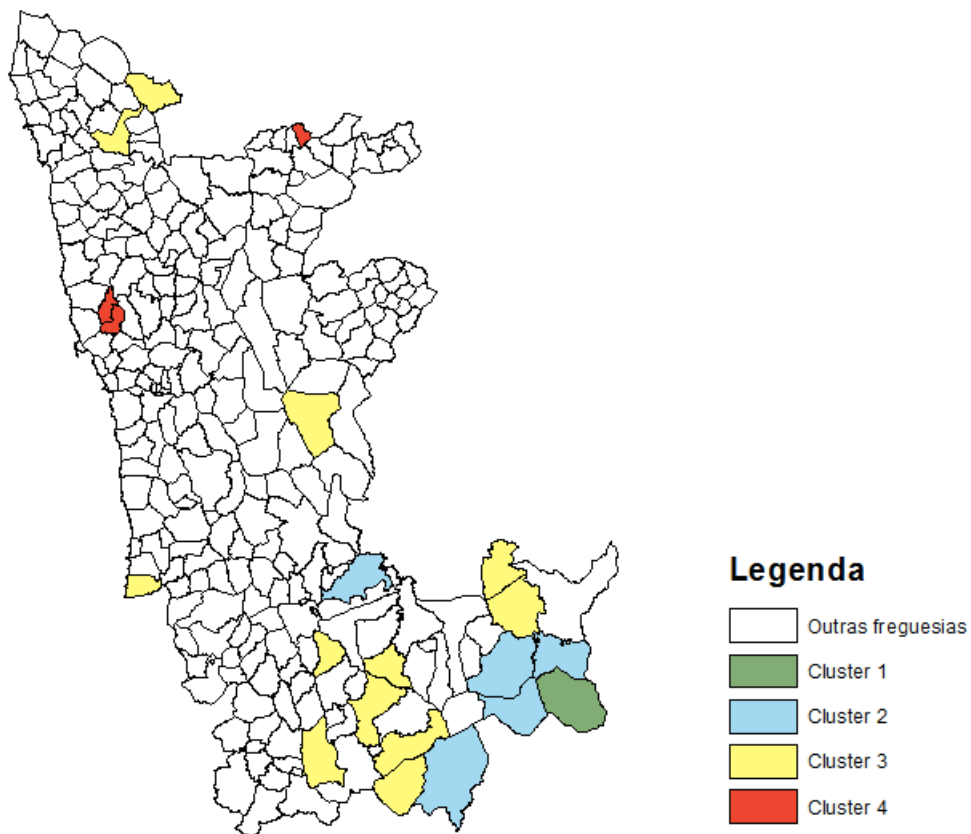 Legenda
Outras freguesias
Cluster 1
Cluster 2
Cluster 3
Cluster 4